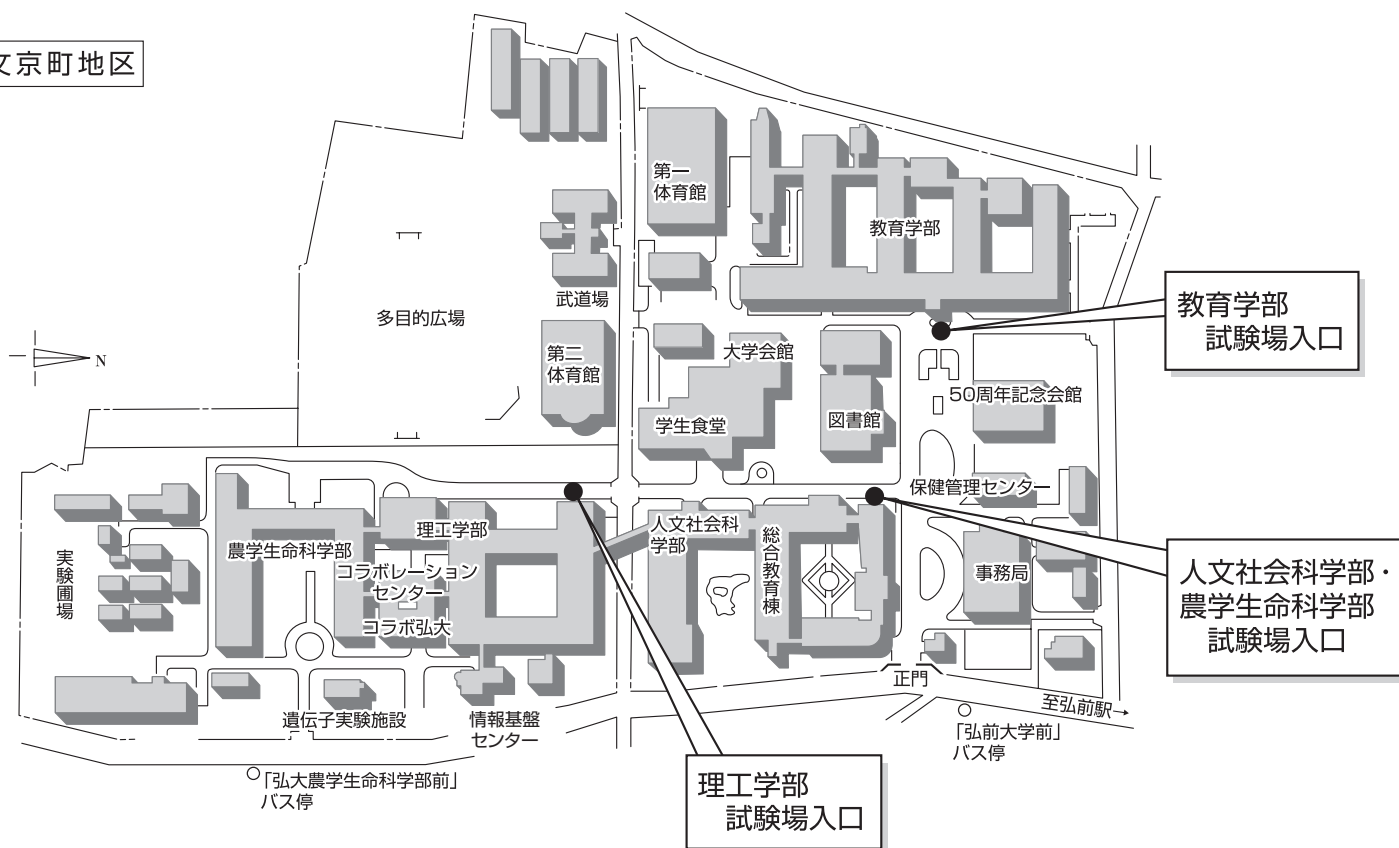 文京町地区
第一
体育館
教育学部
武道場
多目的広場
教育学部
試験場入口
N
第二
体育館
大学会館
50周年記念会館
学生食堂
図書館
保健管理センター
理工学部
人文社会科
学部
農学生命科学部
総合教育棟
実験圃場
コラボレーション
センター
事務局
人文社会科学部・
農学生命科学部
試験場入口
コラボ弘大
正門
至弘前駅→
遺伝子実験施設
情報基盤
センター
「弘前大学前」
バス停
「弘大農学生命科学部前」
バス停
理工学部
試験場入口